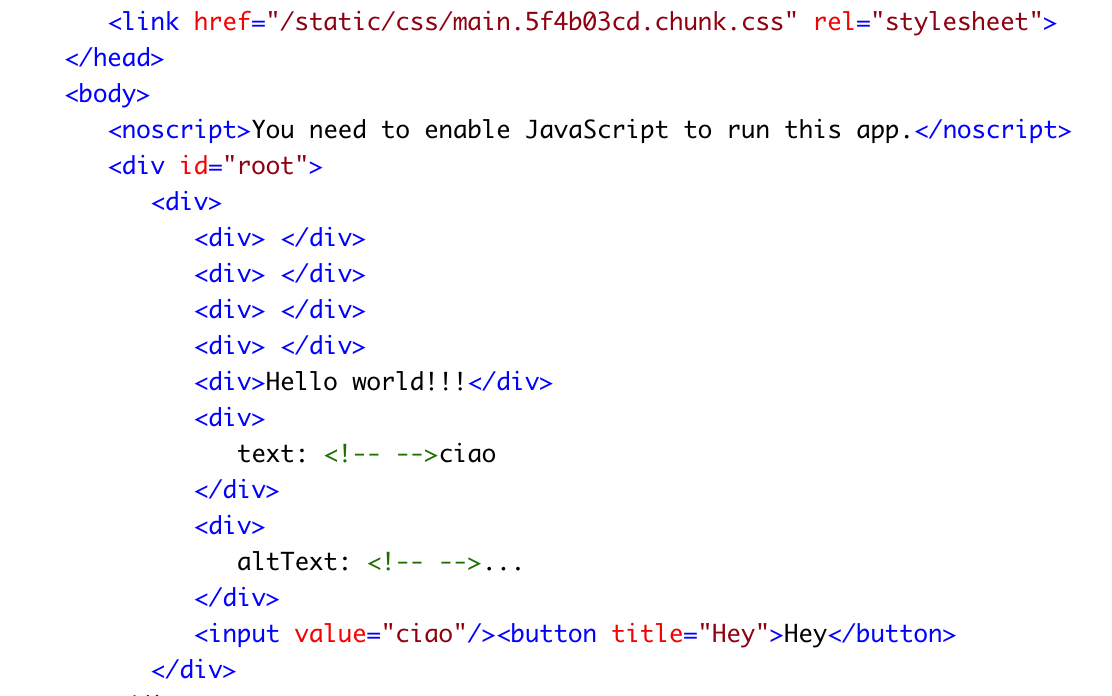 <link href="/static/css/main.5f4b03cd.chunk.css" rel="stylesheet">
</head>
<body>
<noscript>You need to enable JavaScript to run this app.</noscript>
<div id="root">
<div>
<div> </div>
<div> </div>
<div> </div>
<div> </div>
<div>Hello world!!!</div>
<div>
text: <!-- -->ciao
</div>
<div>
altText: <!-- -->...
</div>
<input value="ciao"/><button title="Hey">Hey</button>
</div>